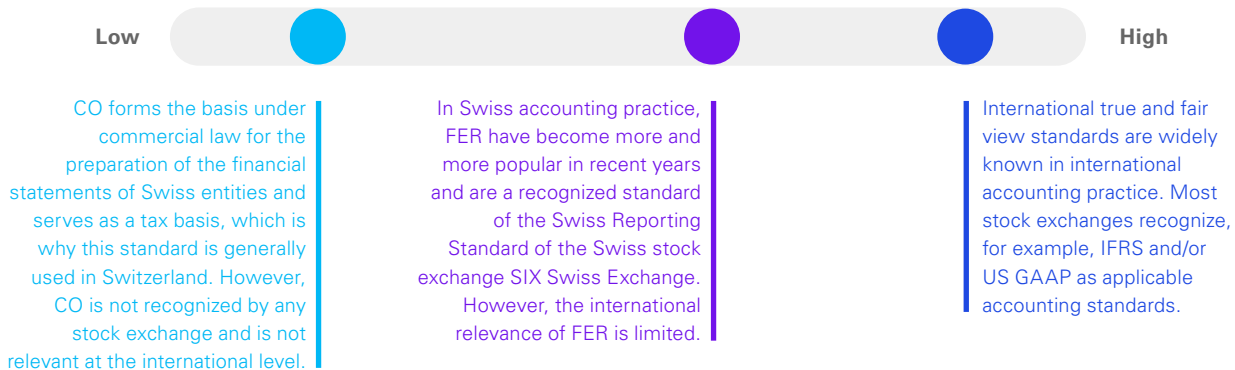 Low
High
CO forms the basis under
commercial law for the
preparation of the financial
statements of Swiss entities and
serves as a tax basis, which is
why this standard is generally
used in Switzerland. However,
CO is not recognized by any
stock exchange and is not
relevant at the international level.
In Swiss accounting practice,
FER have become more and
more popular in recent years
and are a recognized standard
of the Swiss Reporting
Standard of the Swiss stock
exchange SIX Swiss Exchange.
However, the international
relevance of FER is limited.
International true and fair
view standards are widely
known in international
accounting practice. Most
stock exchanges recognize,
for example, IFRS and/or
US GAAP as applicable
accounting standards.